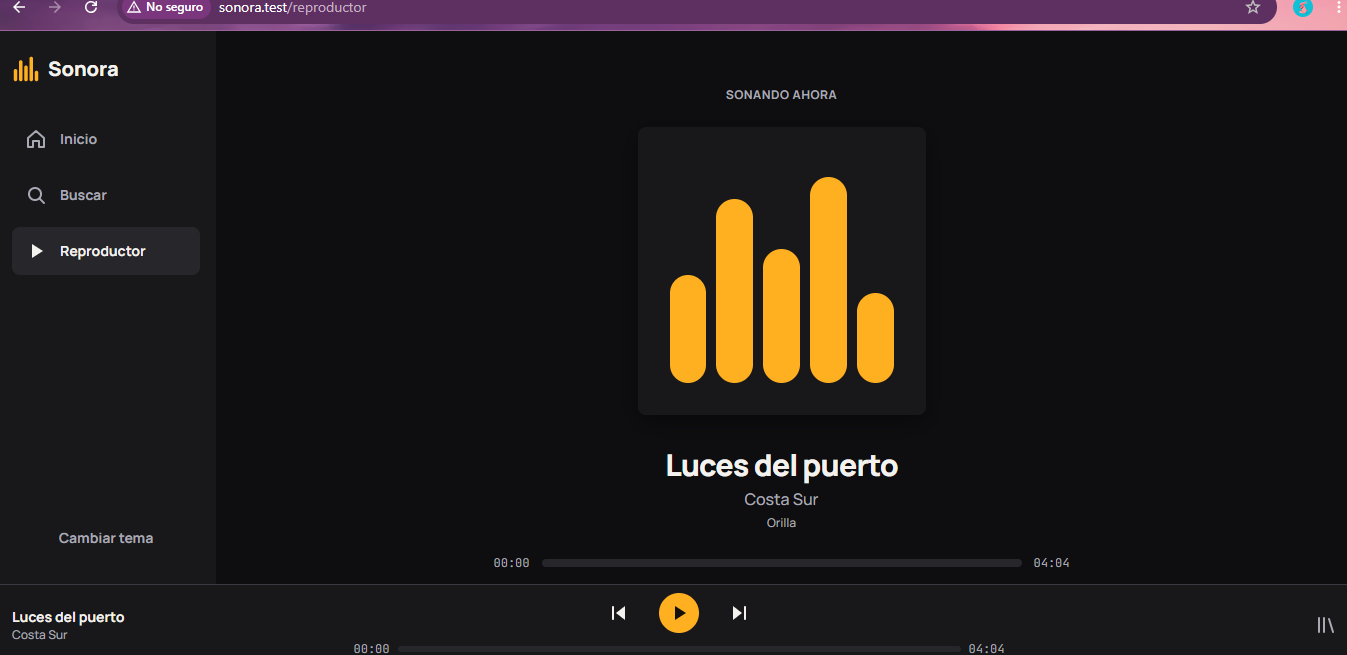 No seguro sonora.test/reproductor
Sonora
Inicio
Buscar
Reproductor
Cambiar tema
SONANDO AHORA
Luces del puerto
Costa Sur
Orilla
00:00 04:04
Luces del puerto
Costa Sur
00:00 04:04